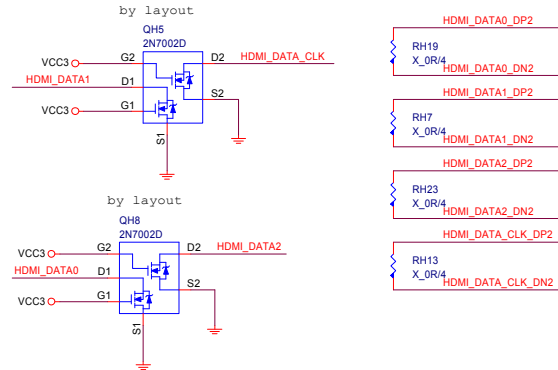 by layout
QH5
2N7002D
VCC3
G2
D2
HDMI_DATA_CLK
HDMI_DATA1
D1
S2
VCC3
G1
S1
by layout
QH8
2N7002D
VCC3
G2
D2
HDMI_DATA2
HDMI_DATA0
D1
S2
VCC3
G1
S1
HDMI_DATA0_DP2
RH19
X_0R/4
HDMI_DATA0_DN2
HDMI_DATA1_DP2
RH7
X_0R/4
HDMI_DATA1_DN2
HDMI_DATA2_DP2
RH23
X_0R/4
HDMI_DATA2_DN2
HDMI_DATA_CLK_DP2
RH13
X_0R/4
HDMI_DATA_CLK_DN2